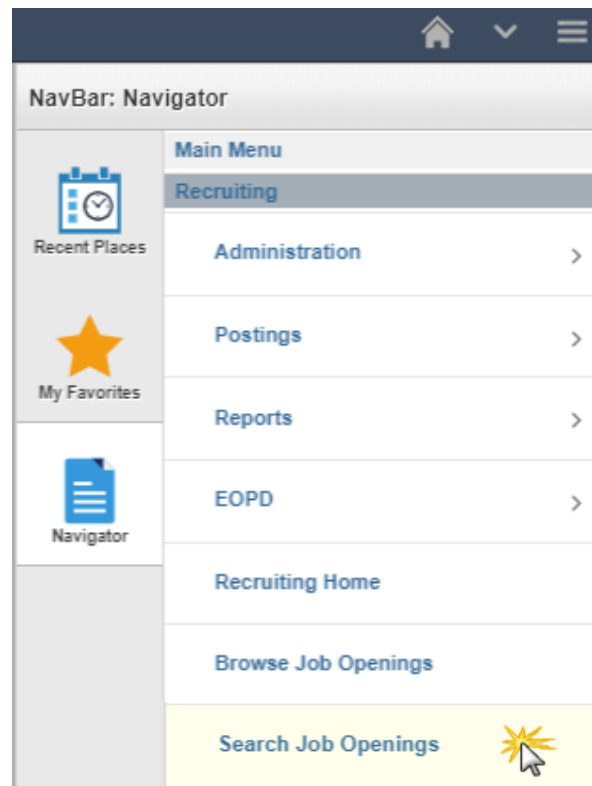 NavBar: Navigator
Main Menu
Recruiting
Recent Places
Administration
Postings
My Favorites
Reports
EOPD
Navigator
Recruiting Home
Browse Job Openings
Search Job Openings